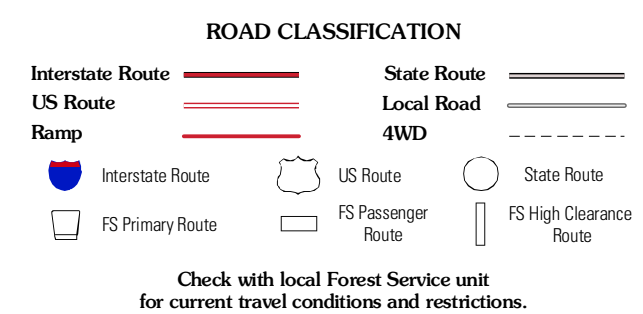 ROAD CLASSIFICATION
Interstate Route
State Route
US Route
Local Road
Ramp
4WD
Interstate Route
US Route
State Route
FS Primary Route
FS Passenger
Route
FS High Clearance
Route
Check with local Forest Service unit
for current travel conditions and restrictions.